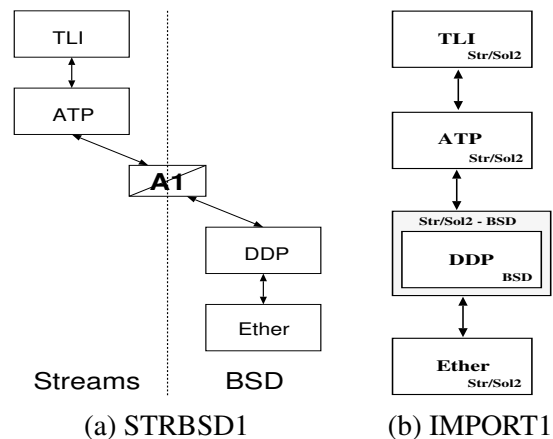 TLI
ATP
A1
DDP
Ether
Streams
BSD
(a) STRBSD1
TLI
Str/Sol2
ATP
Str/Sol2
Str/Sol2 - BSD
DDP
BSD
Ether
Str/Sol2
(b) IMPORT1